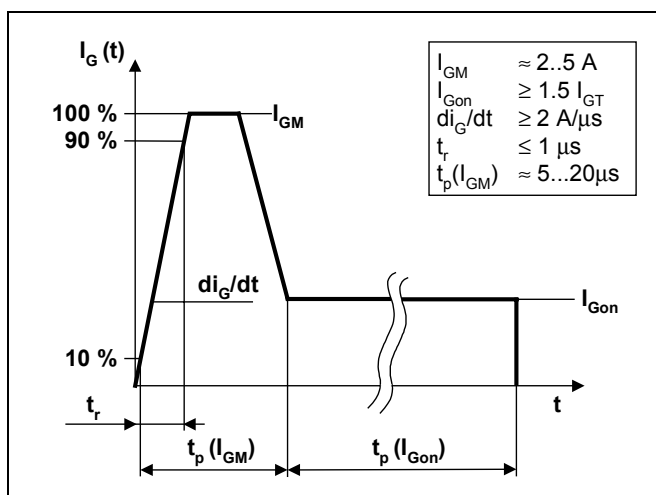 I_G (t)
100 %
90 %
I_GM
di_G/dt
I_Gon
10 %
t_r
t
t_p (I_GM)
t_p (I_Gon)
I_GM ≈ 2..5 A
I_Gon ≥ 1.5 I_GT
di_G/dt ≥ 2 A/μs
t_r ≤ 1 μs
t_p(I_GM) ≈ 5...20μs